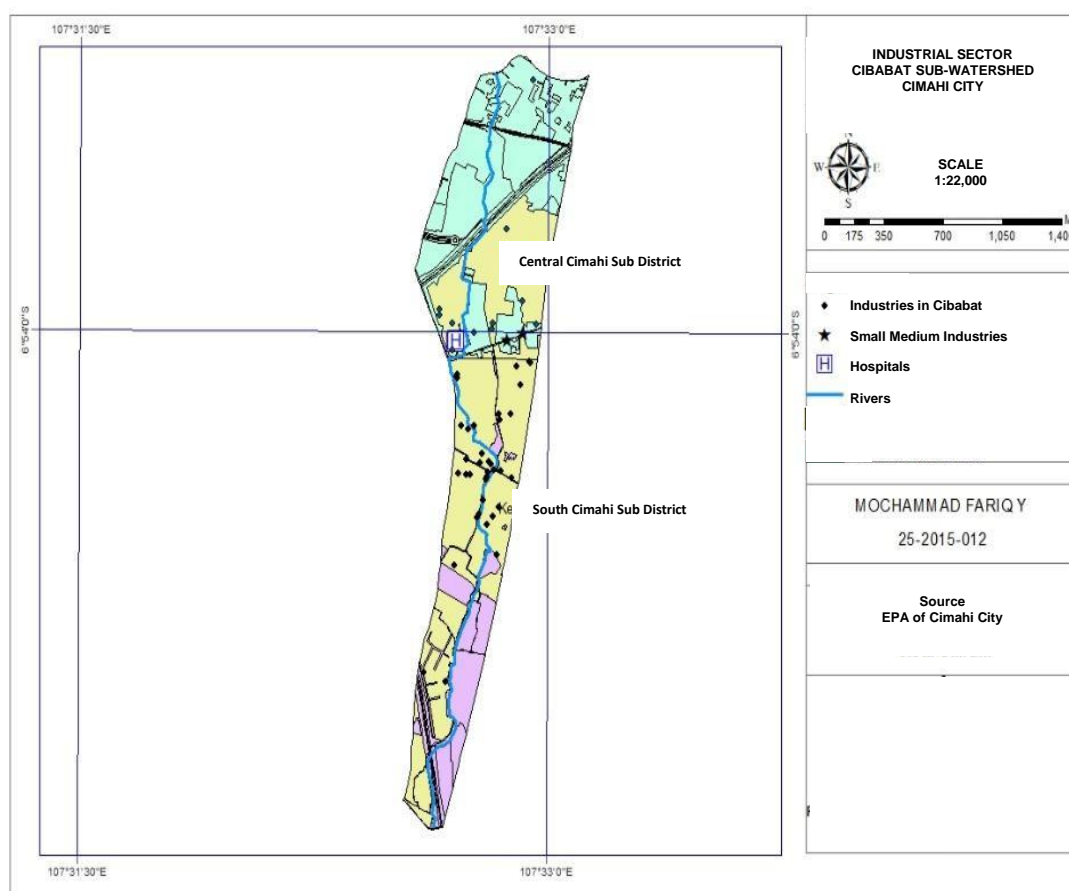 107°31'30"E
107°33'0"E
INDUSTRIAL SECTOR
CIBABAT SUB-WATERSHED
CIMAHI CITY
N
W
E
S
SCALE
1:22,000
M
0 175 350 700 1,050 1,40
Central Cimahi Sub District
6°54'0"S
6°54'0"S
Industries in Cibabat
Small Medium Industries
H
H Hospitals
Rivers
Ke
South Cimahi Sub District
MOCHAMMAD FARIQ Y
25-2015-012
Source
EPA of Cimahi City
107°31'30"E
107°33'0"E